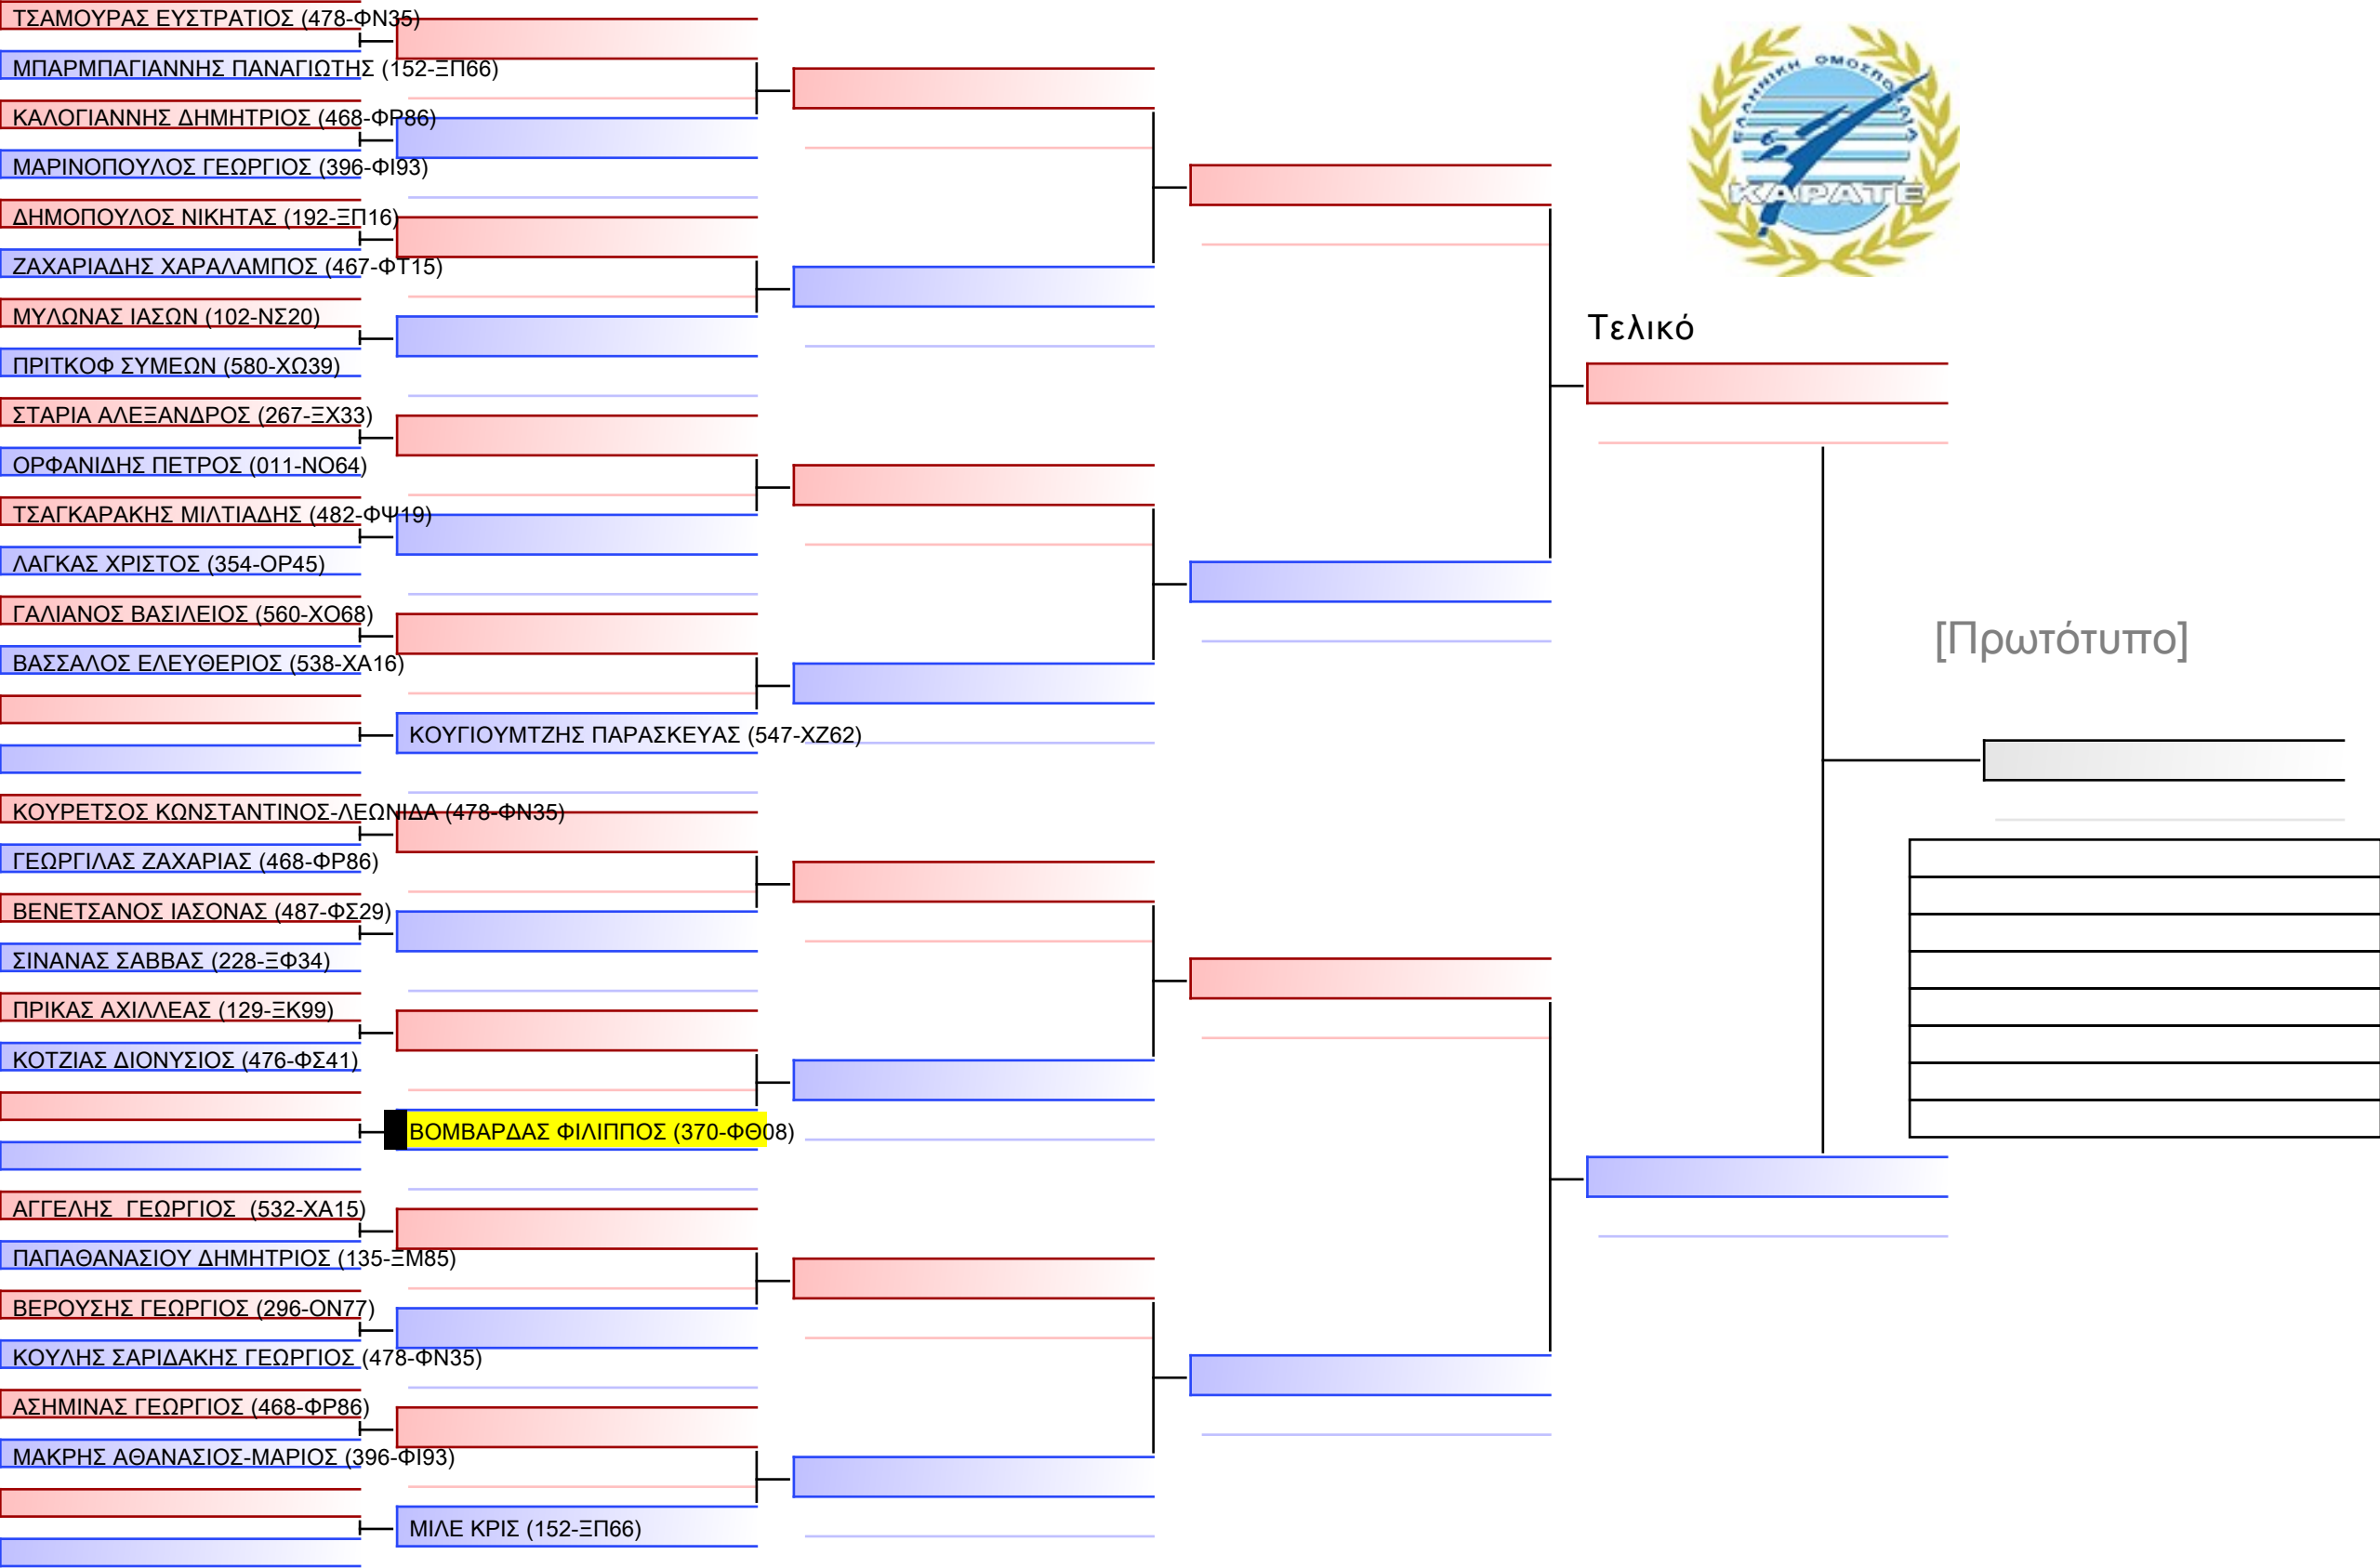 ΤΣΑΜΟΥΡΑΣ ΕΥΣΤΡΑΤΙΟΣ (478-ΦΝ35)
ΜΠΑΡΜΠΑΓΙΑΝΝΗΣ ΠΑΝΑΓΙΩΤΗΣ (152-ΞΠ66)
ΚΑΛΟΓΙΑΝΝΗΣ ΔΗΜΗΤΡΙΟΣ (468-ΦΡ86)
ΜΑΡΙΝΟΠΟΥΛΟΣ ΓΕΩΡΓΙΟΣ (396-ΦΙ93)
ΔΗΜΟΠΟΥΛΟΣ ΝΙΚΗΤΑΣ (192-ΞΠ16)
ΖΑΧΑΡΙΑΔΗΣ ΧΑΡΑΛΑΜΠΟΣ (467-ΦΤ15)
ΜΥΛΩΝΑΣ ΙΑΣΩΝ (102-ΝΣ20)
ΠΡΙΤΚΟΦ ΣΥΜΕΩΝ (580-ΧΩ39)
ΣΤΑΡΙΑ ΑΛΕΞΑΝΔΡΟΣ (267-ΞΧ33)
ΟΡΦΑΝΙΔΗΣ ΠΕΤΡΟΣ (011-ΝΟ64)
ΤΣΑΓΚΑΡΑΚΗΣ ΜΙΛΤΙΑΔΗΣ (482-ΦΨ19)
ΛΑΓΚΑΣ ΧΡΙΣΤΟΣ (354-ΟΡ45)
ΓΑΛΙΑΝΟΣ ΒΑΣΙΛΕΙΟΣ (560-ΧΟ68)
ΒΑΣΣΑΛΟΣ ΕΛΕΥΘΕΡΙΟΣ (538-ΧΑ16)
ΚΟΥΓΙΟΥΜΤΖΗΣ ΠΑΡΑΣΚΕΥΑΣ (547-ΧΖ62)
ΚΟΥΡΕΤΣΟΣ ΚΩΝΣΤΑΝΤΙΝΟΣ-ΛΕΩΝΙΔΑ (478-ΦΝ35)
ΓΕΩΡΓΙΛΑΣ ΖΑΧΑΡΙΑΣ (468-ΦΡ86)
ΒΕΝΕΤΣΑΝΟΣ ΙΑΣΟΝΑΣ (487-ΦΣ29)
ΣΙΝΑΝΑΣ ΣΑΒΒΑΣ (228-ΞΦ34)
ΠΡΙΚΑΣ ΑΧΙΛΛΕΑΣ (129-ΞΚ99)
ΚΟΤΖΙΑΣ ΔΙΟΝΥΣΙΟΣ (476-ΦΣ41)
ΒΟΜΒΑΡΔΑΣ ΦΙΛΙΠΠΟΣ (370-ΦΘ08)
ΑΓΓΕΛΗΣ  ΓΕΩΡΓΙΟΣ  (532-ΧΑ15)
ΠΑΠΑΘΑΝΑΣΙΟΥ ΔΗΜΗΤΡΙΟΣ (135-ΞΜ85)
ΒΕΡΟΥΣΗΣ ΓΕΩΡΓΙΟΣ (296-ΟΝ77)
ΚΟΥΛΗΣ ΣΑΡΙΔΑΚΗΣ ΓΕΩΡΓΙΟΣ (478-ΦΝ35)
ΑΣΗΜΙΝΑΣ ΓΕΩΡΓΙΟΣ (468-ΦΡ86)
ΜΑΚΡΗΣ ΑΘΑΝΑΣΙΟΣ-ΜΑΡΙΟΣ (396-ΦΙ93)
ΜΙΛΕ ΚΡΙΣ (152-ΞΠ66)
ΕΛΛΗΝΙΚΗ ΟΜΟΣΠΟΝΔΙΑ
ΚΑΡΑΤΕ
Τελικό
[Πρωτότυπο]